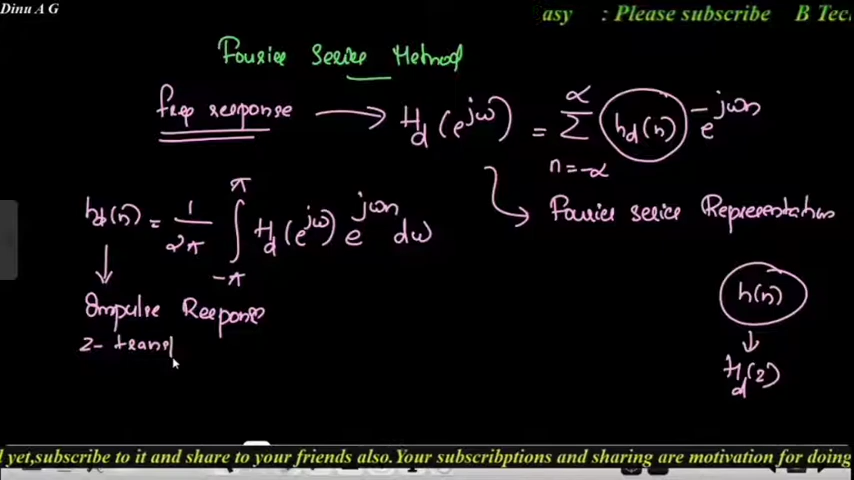 Dinu A G
asy : Please subscribe B Tec
Fourier Series Method
freq response → H_d(e^{jω}) = ∑_{n=-∞}^{∞} h_d(n) e^{-jωn}
Fourier series Representation
h_d(n) = 1/2π ∫_{-π}^{π} H_d(e^{jω}) e^{jωn} dω
Impulse Response
z- transf
h(n)
H_d(z)
l yet,subscribe to it and share to your friends also.Your subscribptions and sharing are motivation for doing